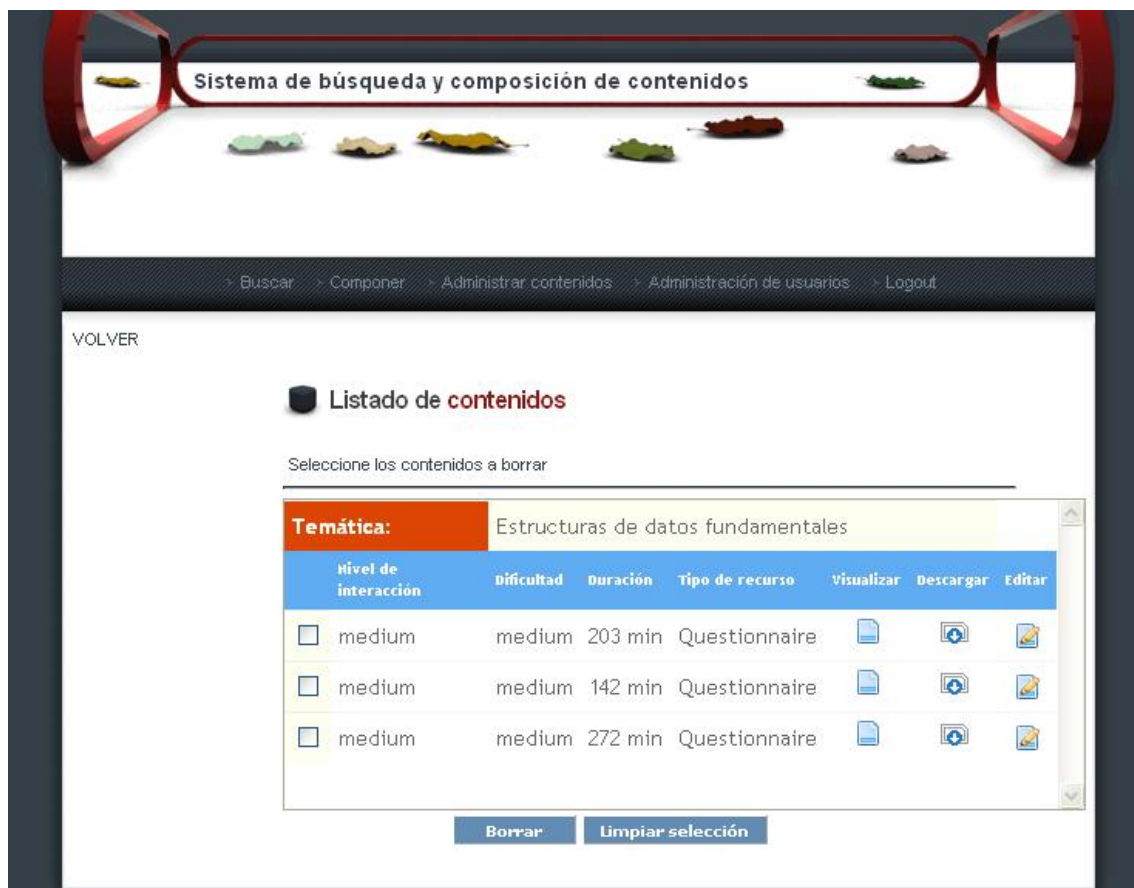 Sistema de búsqueda y composición de contenidos
> Buscar > Componer > Administrar contenidos > Administración de usuarios > Logout
VOLVER
Listado de contenidos
Seleccione los contenidos a borrar
Temática: Estructuras de datos fundamentales
Nivel de interacción Dificultad Duración Tipo de recurso Visualizar Descargar Editar
medium medium 203 min Questionnaire
medium medium 142 min Questionnaire
medium medium 272 min Questionnaire
Borrar Limpiar selección